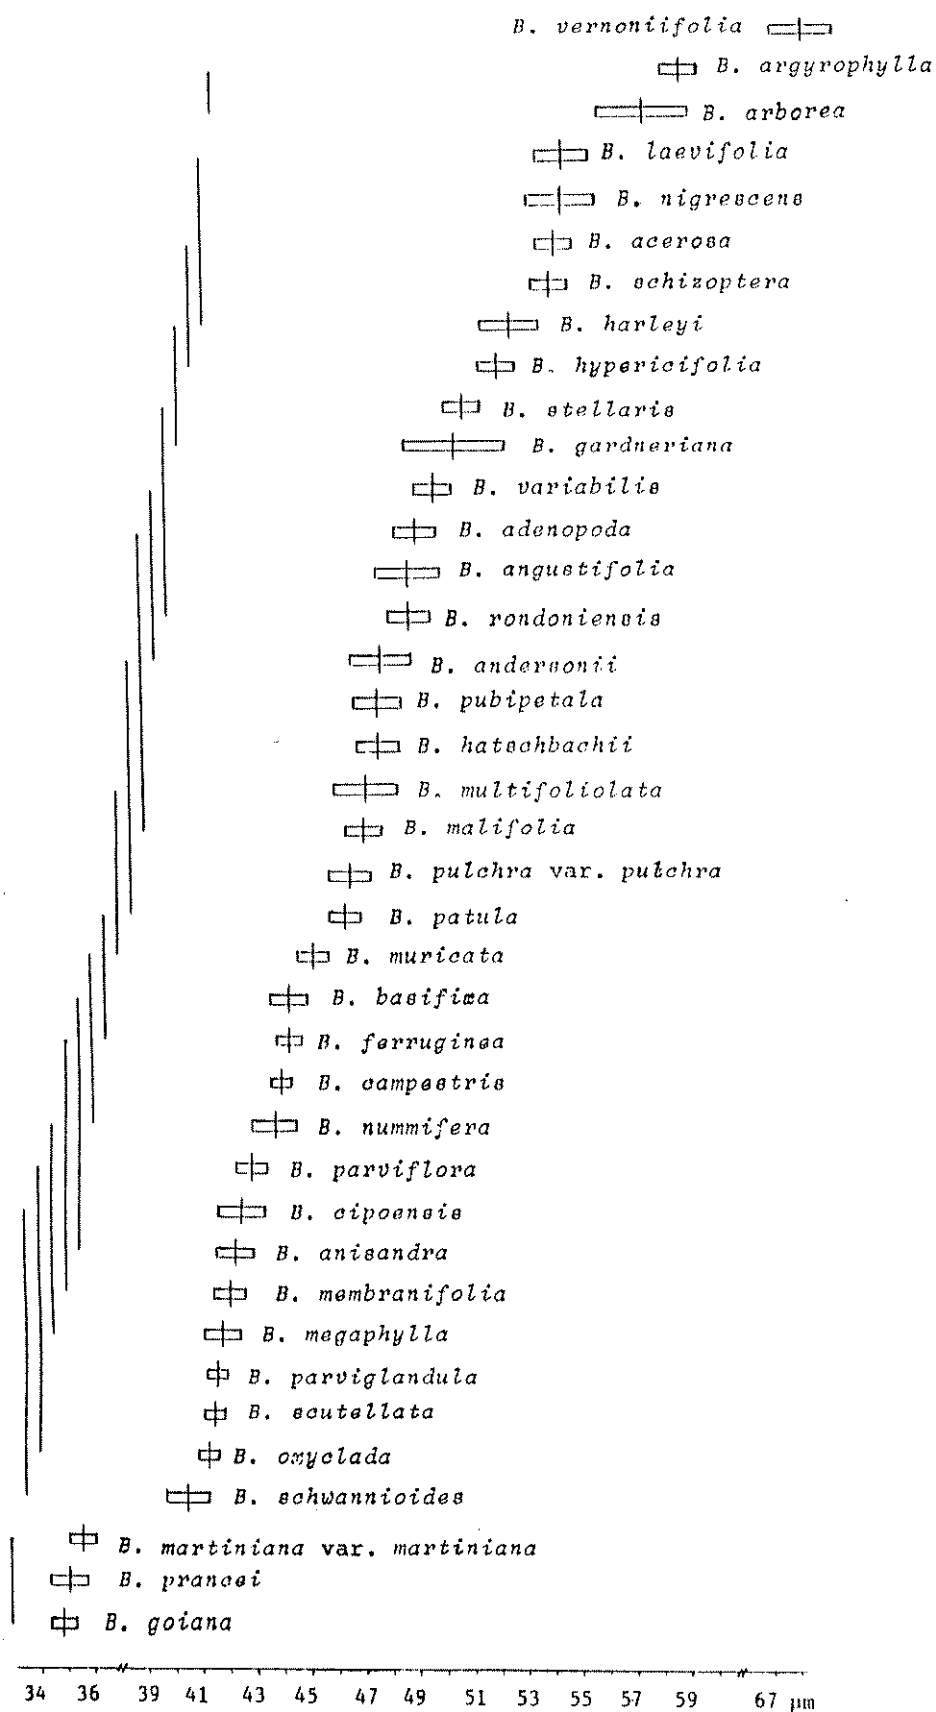 B. vernoniifolia
B. argyrophylla
B. arborea
B. laevifolia
B. nigrescens
B. acerosa
B. schizoptera
B. harleyi
B. hypericifolia
B. stellaris
B. gardneriana
B. variabilis
B. adenopoda
B. angustifolia
B. rondoniensis
B. andersonii
B. pubipetala
B. hatschbachii
B. multifoliolata
B. malifolia
B. pulchra var. pulchra
B. patula
B. muricata
B. basifixa
B. ferruginea
B. campestris
B. nummifera
B. parviflora
B. cipoensis
B. anisandra
B. membranifolia
B. megaphylla
B. parviglandula
B. scutellata
B. oxyclada
B. schwannioides
B. martiniana var. martiniana
B. prancei
B. goiana
34 36 39 41 43 45 47 49 51 53 55 57 59 67 µm